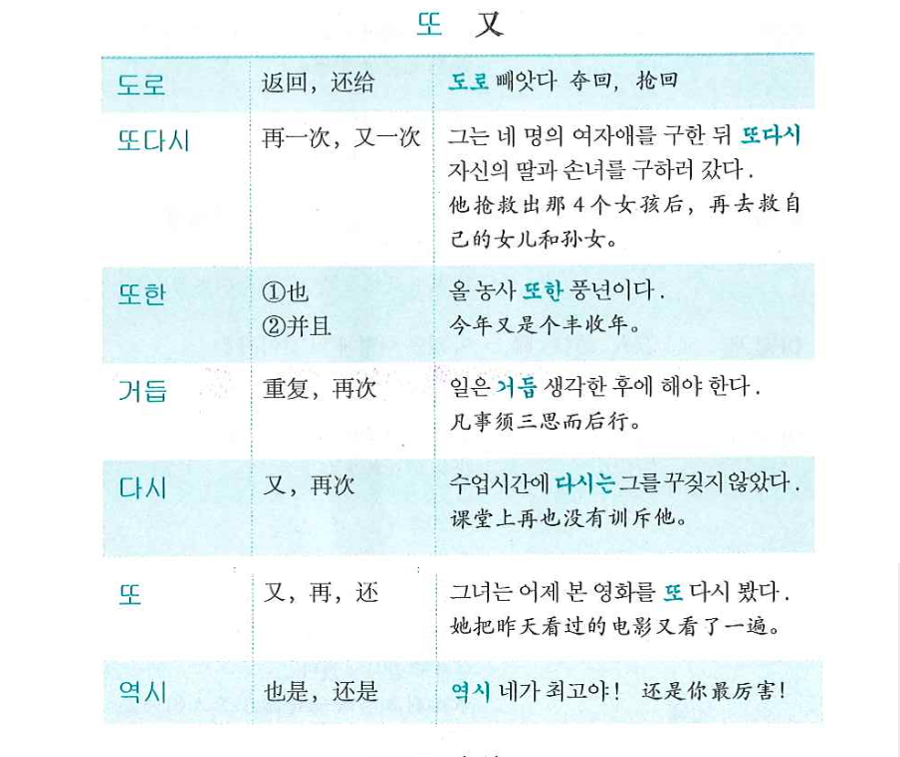 또 又
도로 返回，还给 도로 빼앗다 夺回，抢回
또다시 再一次，又一次 그는 네 명의 여자애를 구한 뒤 또다시
자신의 딸과 손녀를 구하러 갔다.
他抢救出那 4 个女孩后，再去救自
己的女儿和孙女。
또한 ①也 올 농사 또한 풍년이다.
②并且 今年又是个丰收年。
거듭 重复，再次 일은 거듭 생각한 후에 해야 한다.
凡事须三思而后行。
다시 又，再次 수업시간에 다시는 그를 꾸짖지 않았다.
课堂上再也没有训斥他。
또 又，再，还 그녀는 어제 본 영화를 또 다시 봤다.
她把昨天看过的电影又看了一遍。
역시 也是，还是 역시 네가 최고야! 还是你最厉害!